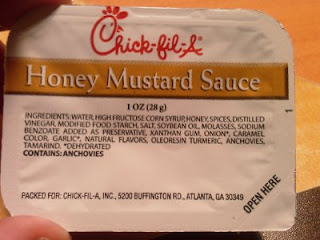 Chick-fil-A®
Honey Mustard Sauce
1 OZ (28 g)
INGREDIENTS: WATER, HIGH FRUCTOSE CORN SYRUP, HONEY, SPICES, DISTILLED
VINEGAR, MODIFIED FOOD STARCH, SALT, SOYBEAN OIL, MOLASSES, SODIUM
BENZOATE ADDED AS PRESERVATIVE, XANTHAN GUM, ONION*, CARAMEL
COLOR, GARLIC*, NATURAL FLAVORS, OLEORESIN TURMERIC, ANCHOVIES,
TAMARIND. *DEHYDRATED
CONTAINS: ANCHOVIES
PACKED FOR: CHICK-FIL-A, INC., 5200 BUFFINGTON RD., ATLANTA, GA 30349
OPEN HERE